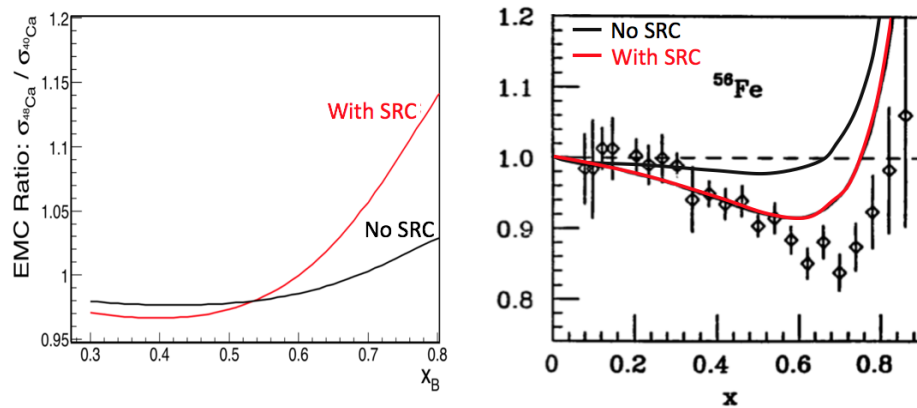 EMC Ratio: σ48Ca / σ40Ca
1.2
1.15
1.1
1.05
1
0.95
With SRC
No SRC
0.3 0.4 0.5 0.6 0.7 0.8
XB
1.2
1.1
1.0
0.9
0.8
No SRC
With SRC
56Fe
0 0.2 0.4 0.6 0.8
x